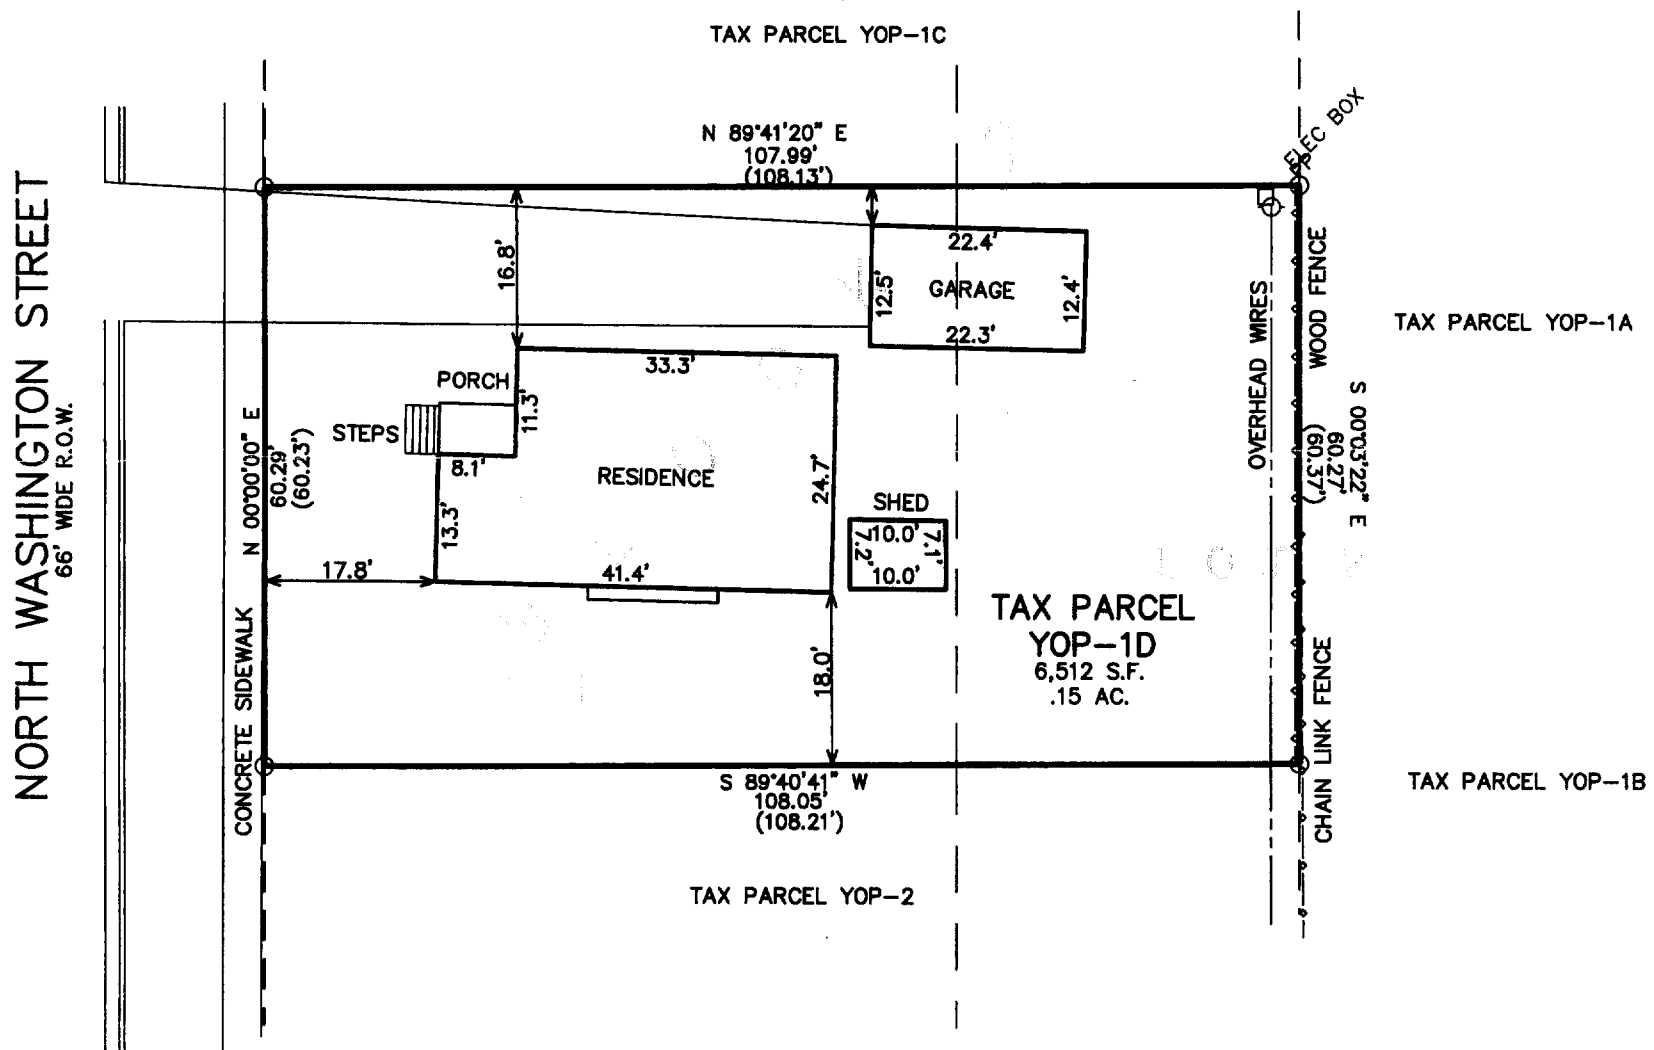 TAX PARCEL YOP-1C
ELEC BOX
N 89°41'20" E
107.99'
(108.13')
NORTH WASHINGTON STREET
66' WIDE R.O.W.
16.8'
22.4'
12.5'
GARAGE
12.4'
22.3'
OVERHEAD WIRES
WOOD FENCE
TAX PARCEL YOP-1A
33.3'
PORCH
11.3'
STEPS
8.1'
N 00°00'00" E
60.29'
(60.23')
RESIDENCE
24.7'
13.3'
S 00°03'22" E
60.27'
(60.37')
SHED
10.0'
7.2'
7.1'
10.0'
17.8'
41.4'
TAX PARCEL
YOP-1D
6,512 S.F.
.15 AC.
18.0'
CONCRETE SIDEWALK
CHAIN LINK FENCE
S 89°40'41" W
108.05'
(108.21')
TAX PARCEL YOP-1B
TAX PARCEL YOP-2